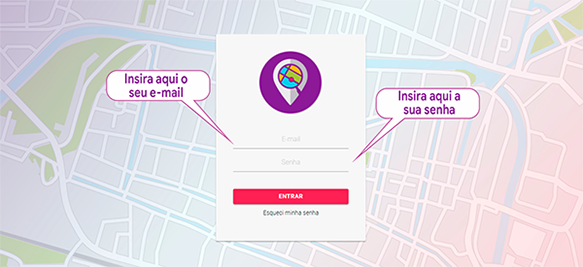 Insira aqui o
seu e-mail
Insira aqui a
sua senha
E-mail
Senha
ENTRAR
Esqueci minha senha